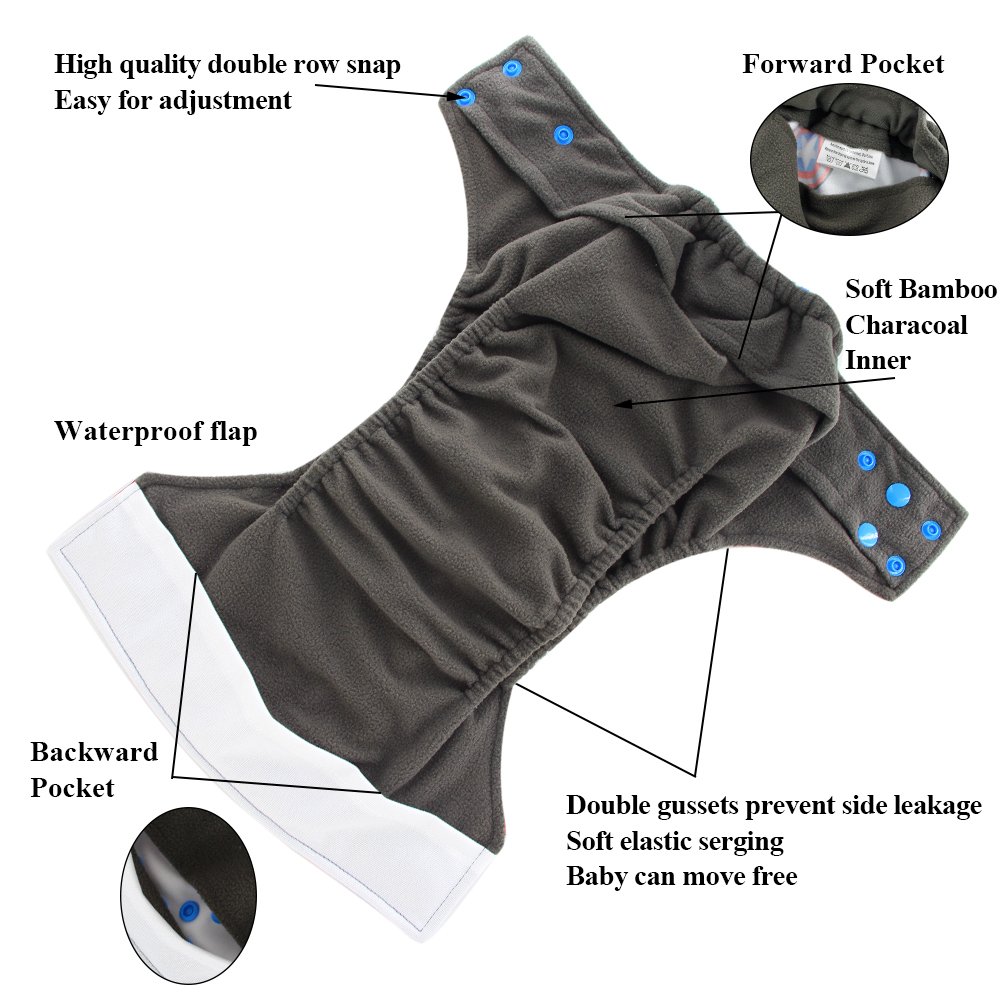 High quality double row snap
Easy for adjustment
Forward Pocket
Soft Bamboo
Characoal
Inner
Waterproof flap
Backward
Pocket
Double gussets prevent side leakage
Soft elastic serging
Baby can move free